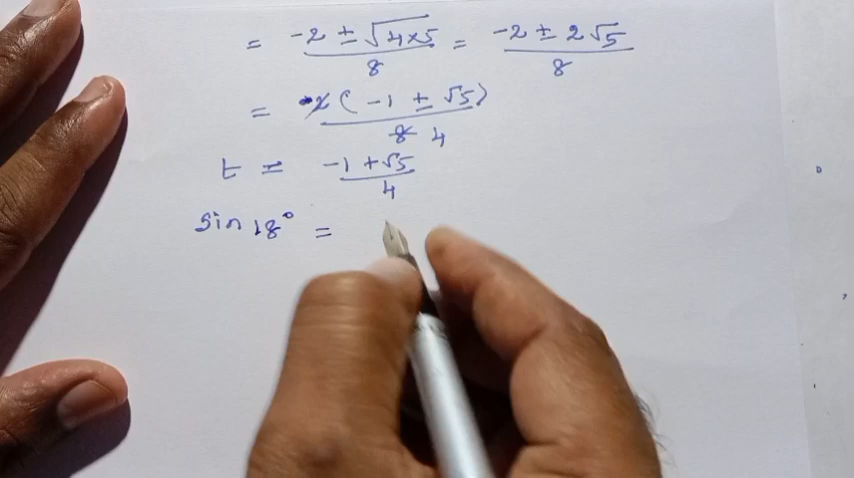 = -2 ± √4×5 / 8 = -2 ± 2√5 / 8
= 2(-1 ± √5) / 8 4
t = -1 + √5 / 4
Sin 18° =